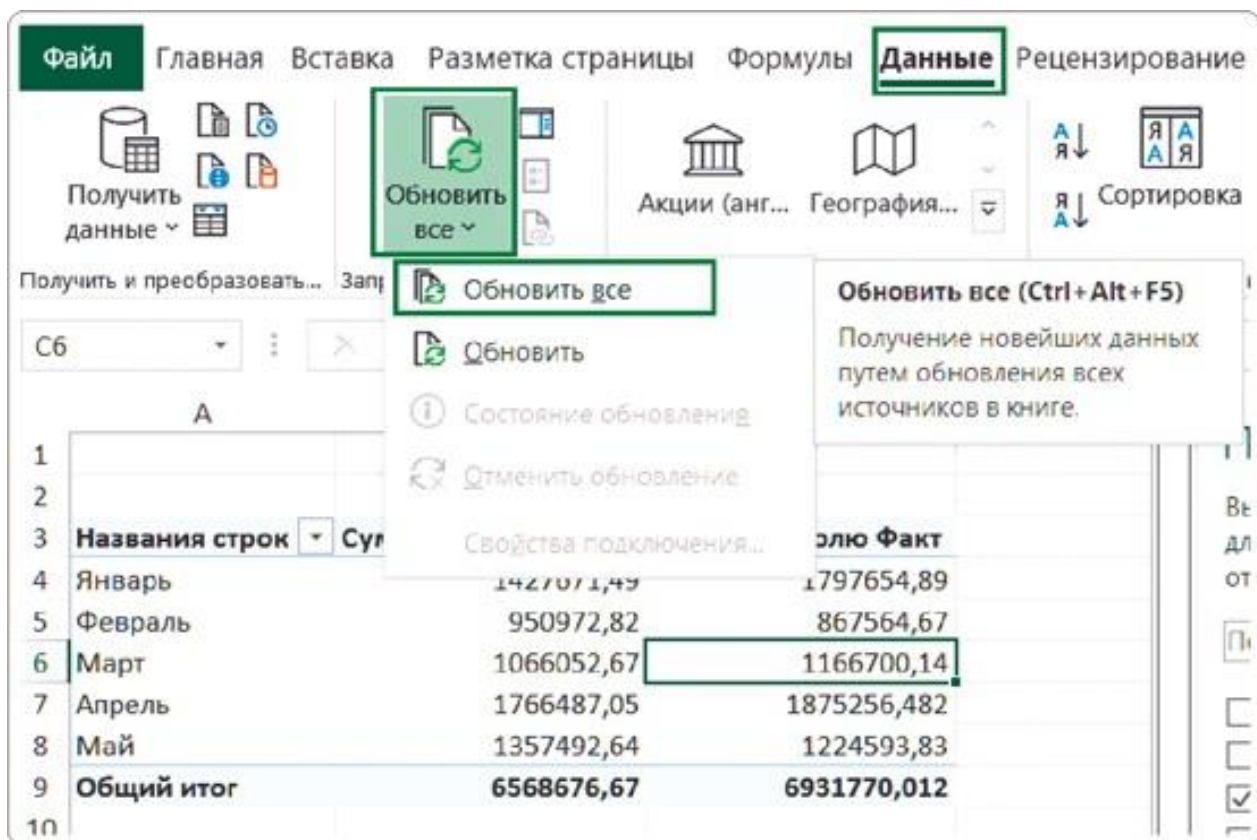 Файл Главная Вставка Разметка страницы Формулы Данные Рецензирование
Получить данные
Обновить все
Акции (анг... География...
Сортировка
Получить и преобразовать...
Обновить все
Обновить
Состояние обновления
Отменить обновление
Свойства подключения...
Обновить все (Ctrl+Alt+F5)
Получение новейших данных
путем обновления всех
источников в книге.
C6
A
1
2
3 Названия строк Факт
4 Январь 1427671,49 1797654,89
5 Февраль 950972,82 867564,67
6 Март 1066052,67 1166700,14
7 Апрель 1766487,05 1875256,482
8 Май 1357492,64 1224593,83
9 Общий итог 6568676,67 6931770,012
10